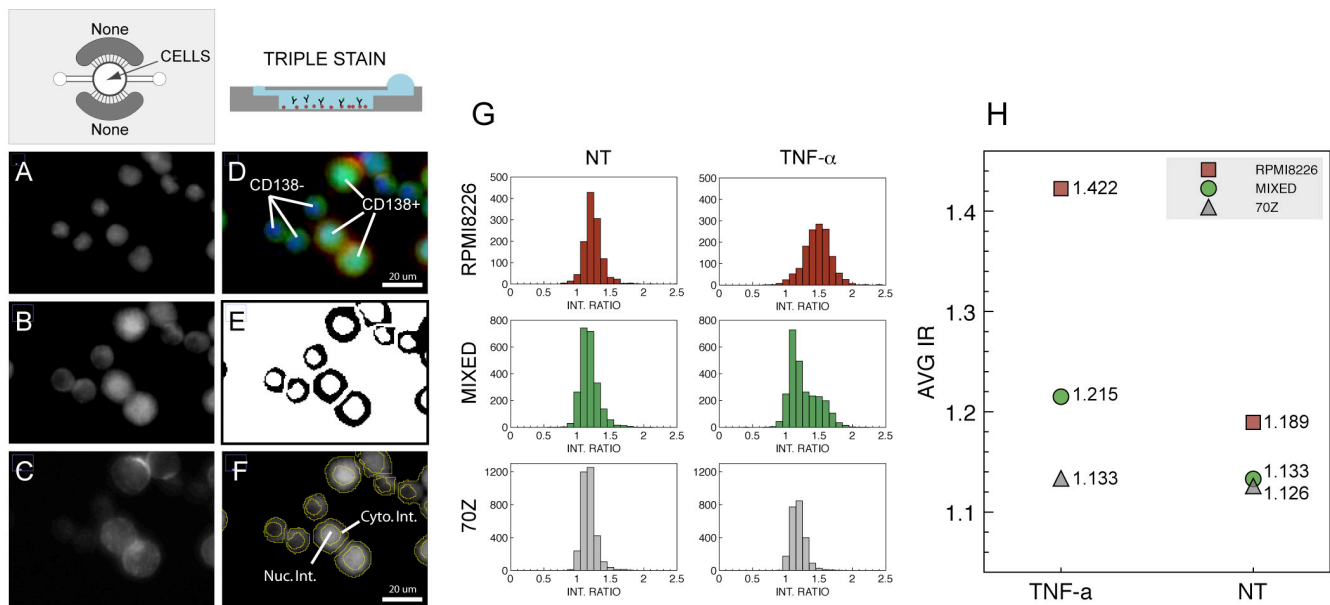 None
CELLS
None
TRIPLE STAIN
A
B
C
D
CD138-
CD138+
20 um
E
F
Cyto. Int.
Nuc. Int.
20 um
G
NT
TNF-α
RPMI8226
500
400
300
200
100
0
0 0.5 1 1.5 2 2.5
INT. RATIO
500
400
300
200
100
0
0 0.5 1 1.5 2 2.5
INT. RATIO
MIXED
800
600
400
200
0
0 0.5 1 1.5 2 2.5
INT. RATIO
800
600
400
200
0
0 0.5 1 1.5 2 2.5
INT. RATIO
70Z
1200
800
400
0
0 0.5 1 1.5 2 2.5
INT. RATIO
1200
800
400
0
0 0.5 1 1.5 2 2.5
INT. RATIO
H
RPMI8226
MIXED
70Z
AVG IR
1.4
1.3
1.2
1.1
1.422
1.215
1.133
1.189
1.133
1.126
TNF-a NT